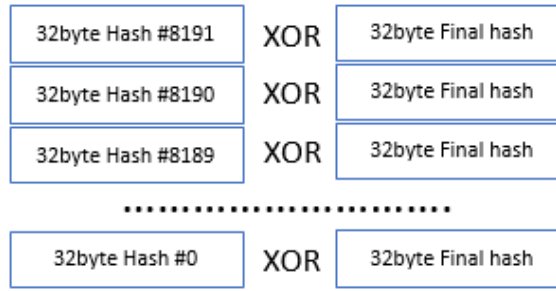 32byte Hash #8191 XOR 32byte Final hash
32byte Hash #8190 XOR 32byte Final hash
32byte Hash #8189 XOR 32byte Final hash
............................
32byte Hash #0 XOR 32byte Final hash